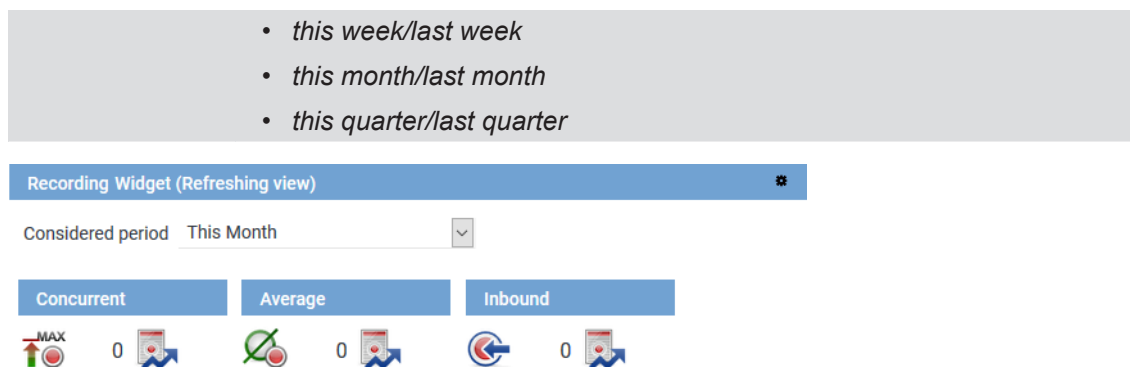 • this week/last week
• this month/last month
• this quarter/last quarter
Recording Widget (Refreshing view)
Considered period This Month
Concurrent Average Inbound
MAX 0 0 0